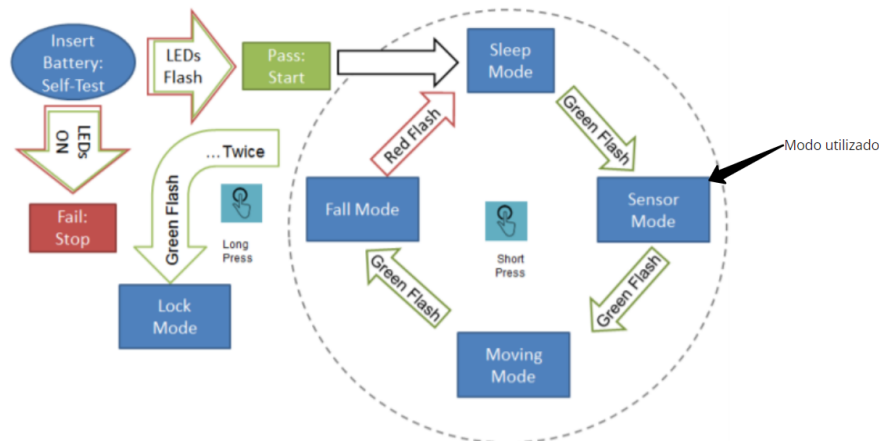 Insert
Battery:
Self-Test
LEDs
Flash
Pass:
Start
Sleep
Mode
Green Flash
Modo utilizado
Sensor
Mode
Green Flash
Moving
Mode
Green Flash
Fall Mode
Red Flash
Short
Press
LEDs
ON
Fail:
Stop
...Twice
Green Flash
Long
Press
Lock
Mode